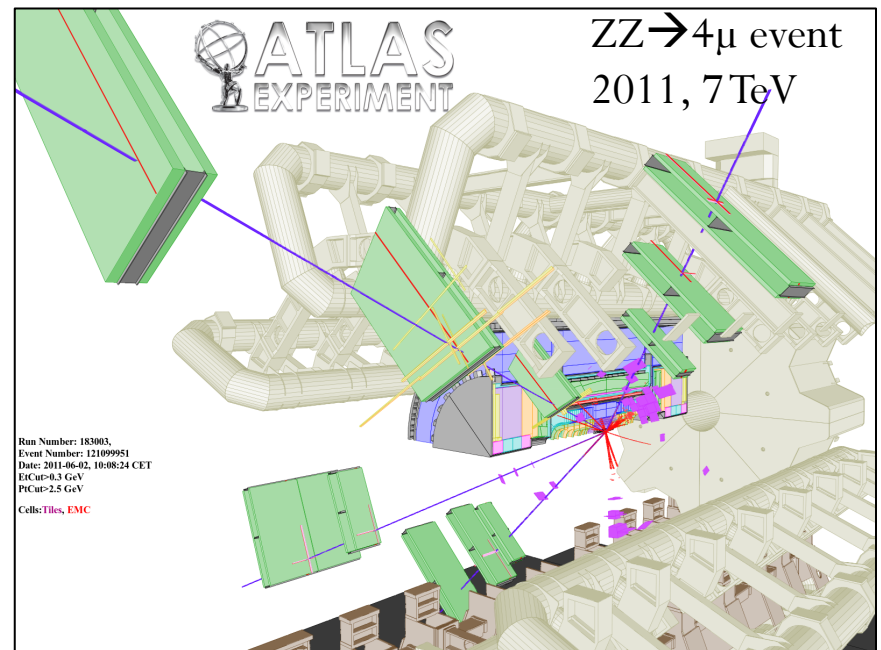 ATLAS
EXPERIMENT
ZZ➔4μ event
2011, 7 TeV
Run Number: 183003,
Event Number: 121099951
Date: 2011-06-02, 10:08:24 CET
EtCut>0.3 GeV
PtCut>2.5 GeV
Cells:Tiles, EMC